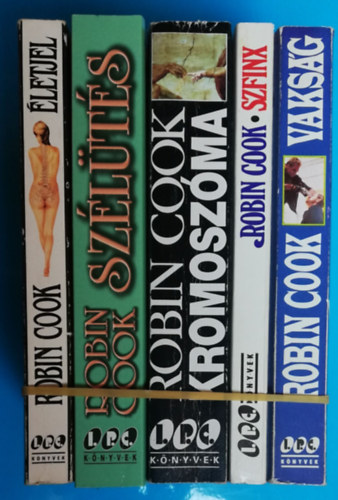 ROBIN COOK ÉLETJEL
I.P.C.
KÖNYVEK
ROBIN
COOK SZÉLÜTÉS
I.P.C.
KÖNYVEK
ROBIN COOK
KROMOSZÓMA
I.P.C.
KÖNYVEK
ROBIN COOK • SZFINX
I.P.C.
KÖNYVEK
ROBIN COOK VAKSÁG
I.P.C.
KÖNYVEK